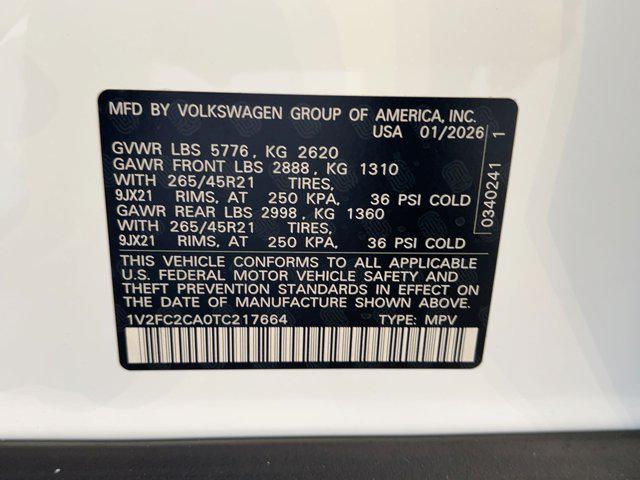 MFD BY VOLKSWAGEN GROUP OF AMERICA, INC.
USA 01/2026
GVWR LBS 5776, KG 2620
GAWR FRONT LBS 2888, KG 1310
WITH 265/45R21 TIRES,
9JX21 RIMS, AT 250 KPA, 36 PSI COLD
GAWR REAR LBS 2998, KG 1360
WITH 265/45R21 TIRES,
9JX21 RIMS, AT 250 KPA, 36 PSI COLD
THIS VEHICLE CONFORMS TO ALL APPLICABLE
U.S. FEDERAL MOTOR VEHICLE SAFETY AND
THEFT PREVENTION STANDARDS IN EFFECT ON
THE DATE OF MANUFACTURE SHOWN ABOVE.
1V2FC2CA0TC217664 TYPE: MPV
0340241 1